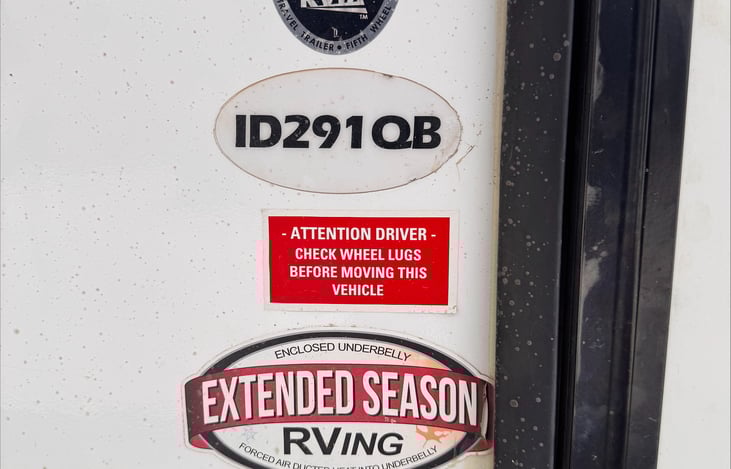 TRAVEL TRAILER • FIFTH WHEEL
TM
ID291QB
- ATTENTION DRIVER -
CHECK WHEEL LUGS
BEFORE MOVING THIS
VEHICLE
ENCLOSED UNDERBELLY
EXTENDED SEASON
RVING
FORCED AIR DUCTED HEAT INTO UNDERBELLY